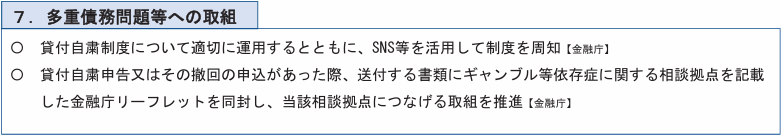 ７．多重債務問題等への取組
○ 貸付自粛制度について適切に運用するとともに、SNS等を活用して制度を周知【金融庁】
○ 貸付自粛申告又はその撤回の申込があった際、送付する書類にギャンブル等依存症に関する相談拠点を記載
した金融庁リーフレットを同封し、当該相談拠点につなげる取組を推進【金融庁】